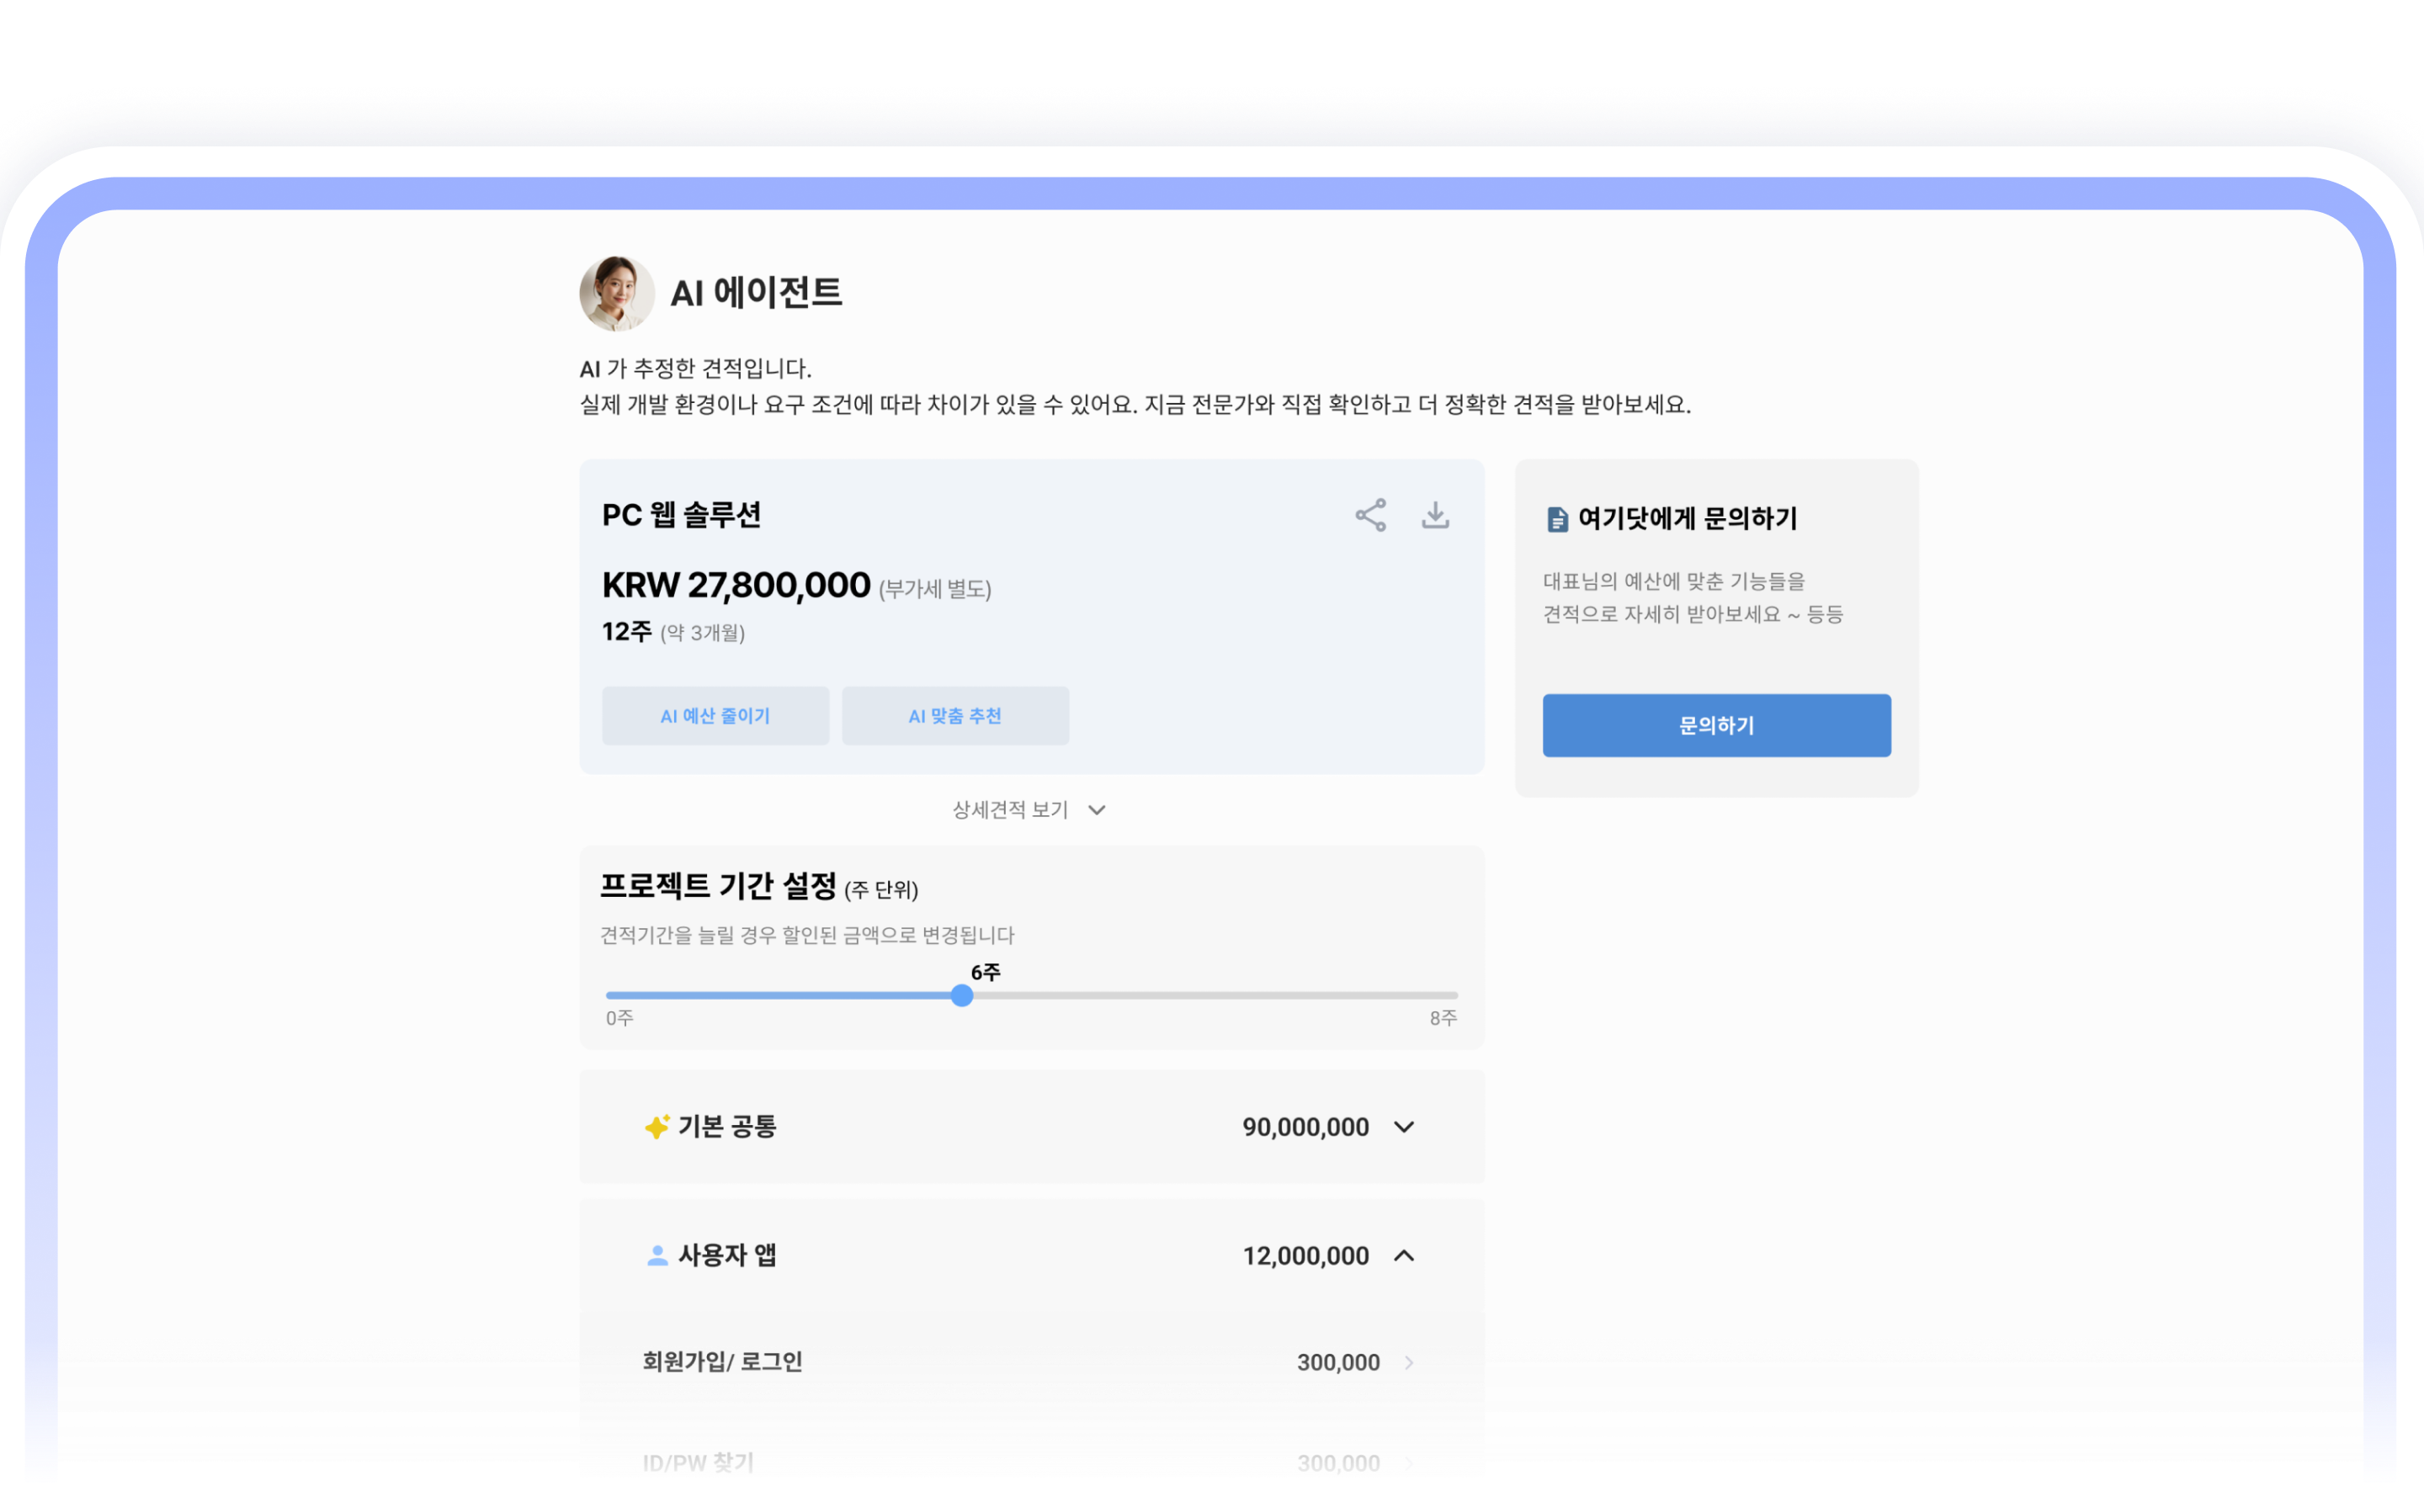 AI 에이전트
AI 가 추정한 견적입니다.
실제 개발 환경이나 요구 조건에 따라 차이가 있을 수 있어요. 지금 전문가와 직접 확인하고 더 정확한 견적을 받아보세요.
PC 웹 솔루션
KRW 27,800,000 (부가세 별도)
12주 (약 3개월)
AI 예산 줄이기
AI 맞춤 추천
여기닷에게 문의하기
대표님의 예산에 맞춘 기능들을
견적으로 자세히 받아보세요 ~ 등등
문의하기
상세견적 보기
프로젝트 기간 설정 (주 단위)
견적기간을 늘릴 경우 할인된 금액으로 변경됩니다
6주
0주
8주
기본 공통
90,000,000
사용자 앱
12,000,000
회원가입/ 로그인
300,000
ID/PW 찾기
300,000